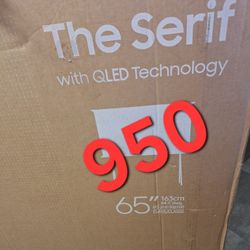 The Serif
with QLED Technology
950
65"
163cm